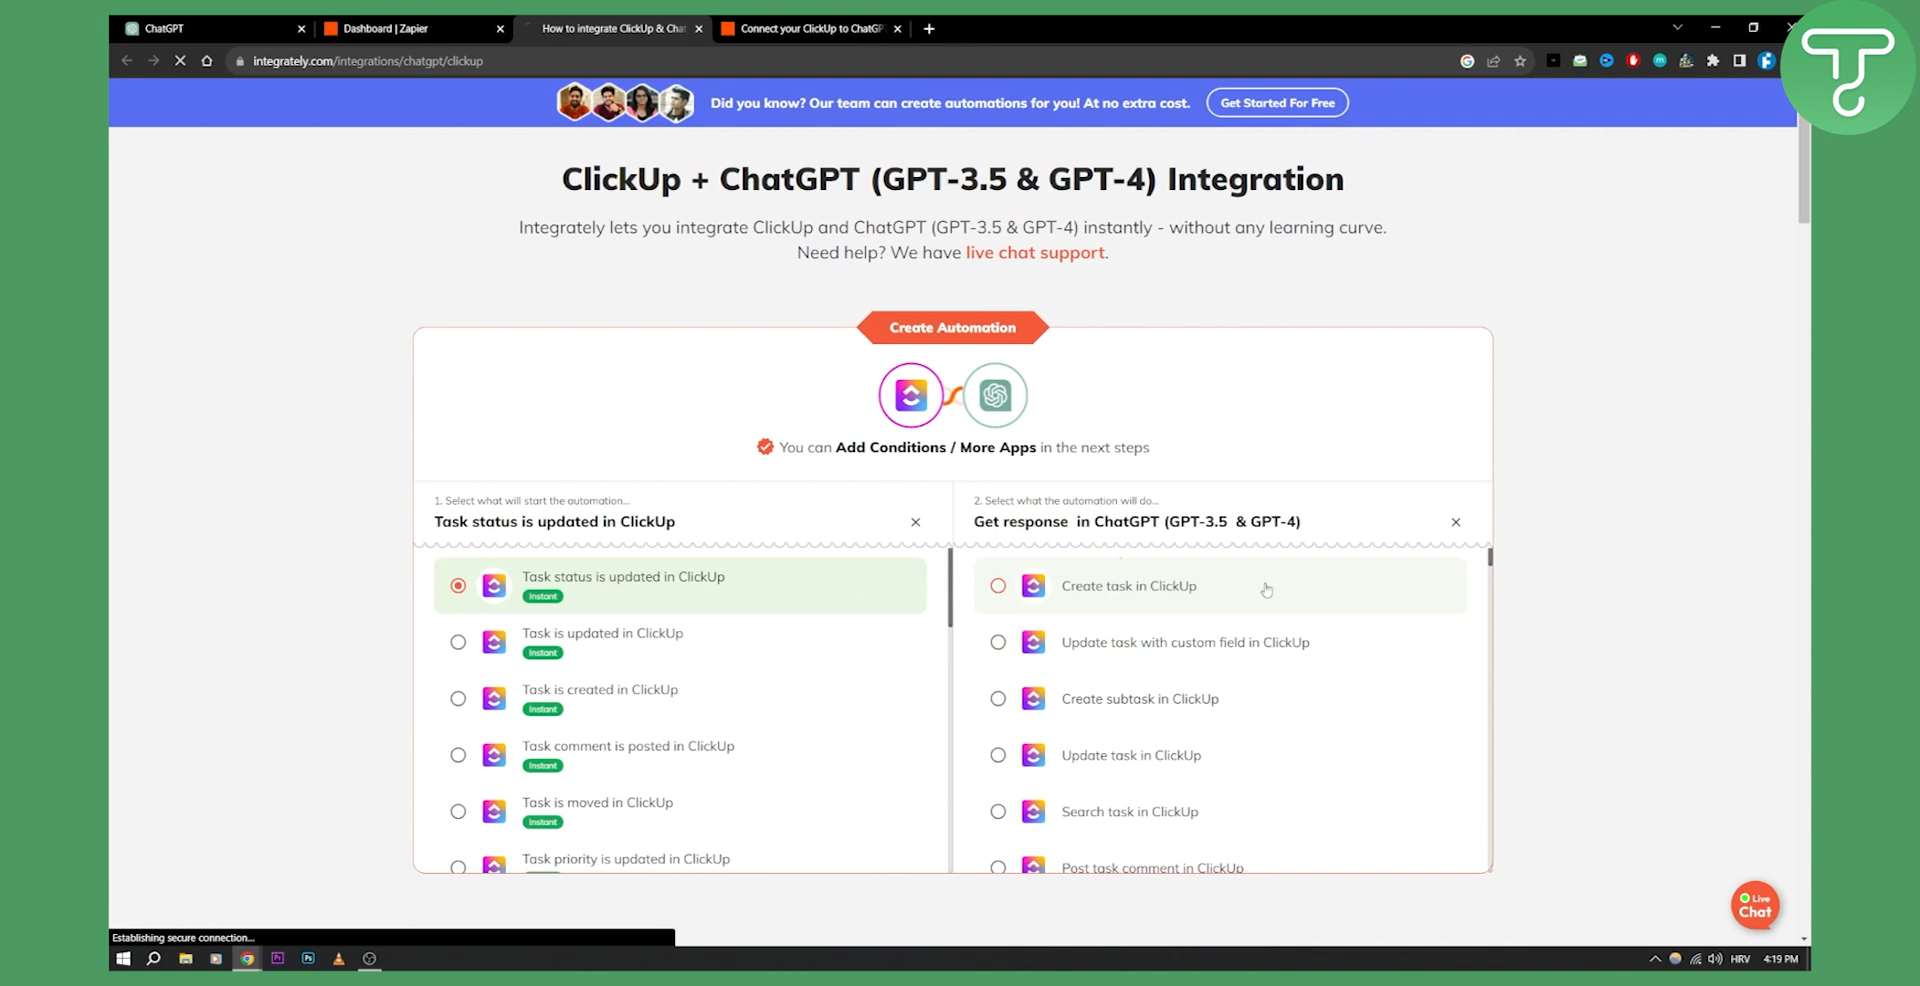 ChatGPT
Dashboard | Zapier
How to integrate ClickUp & Chat
Connect your ClickUp to ChatGP
integrately.com/integrations/chatgpt/clickup
Did you know? Our team can create automations for you! At no extra cost.
Get Started For Free
ClickUp + ChatGPT (GPT-3.5 & GPT-4) Integration
Integrately lets you integrate ClickUp and ChatGPT (GPT-3.5 & GPT-4) instantly - without any learning curve.
Need help? We have live chat support.
Create Automation
You can Add Conditions / More Apps in the next steps
1. Select what will start the automation...
Task status is updated in ClickUp
2. Select what the automation will do...
Get response in ChatGPT (GPT-3.5 & GPT-4)
Task status is updated in ClickUp
Instant
Task is updated in ClickUp
Instant
Task is created in ClickUp
Instant
Task comment is posted in ClickUp
Instant
Task is moved in ClickUp
Instant
Task priority is updated in ClickUp
Create task in ClickUp
Update task with custom field in ClickUp
Create subtask in ClickUp
Update task in ClickUp
Search task in ClickUp
Post task comment in ClickUp
Live
Chat
Establishing secure connection...
Pr
Ps
HRV
4:19 PM